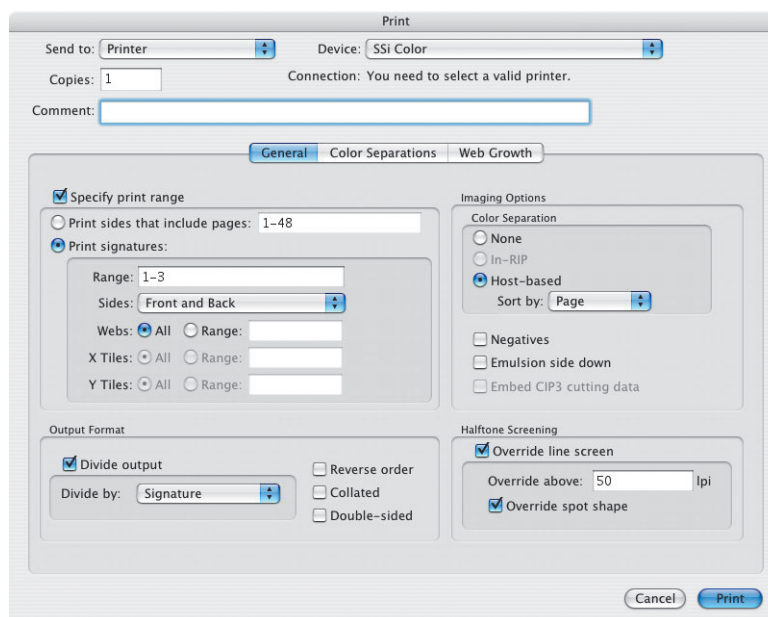 Print
Send to: Printer Device: SSi Color
Copies: 1 Connection: You need to select a valid printer.
Comment:
General Color Separations Web Growth
Specify print range
Print sides that include pages: 1-48
Print signatures:
Range: 1-3
Sides: Front and Back
Webs: All Range:
X Tiles: All Range:
Y Tiles: All Range:
Imaging Options
Color Separation
None
In-RIP
Host-based
Sort by: Page
Negatives
Emulsion side down
Embed CIP3 cutting data
Output Format
Divide output
Divide by: Signature
Reverse order
Collated
Double-sided
Halftone Screening
Override line screen
Override above: 50 lpi
Override spot shape
Cancel Print